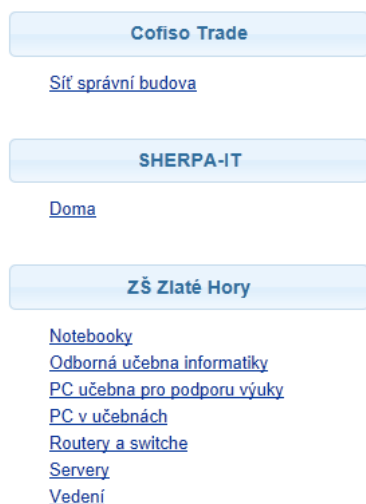 Cofiso Trade
Síť správní budova
SHERPA-IT
Doma
ZŠ Zlaté Hory
Notebooky
Odborná učebna informatiky
PC učebna pro podporu výuky
PC v učebnách
Routery a switche
Servery
Vedení